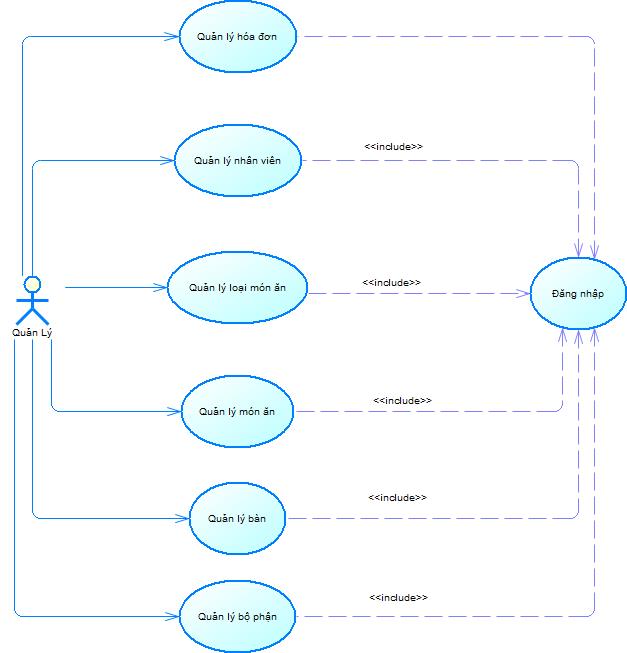 Quản lý hóa đơn
<<include>>
Quản lý nhân viên
<<include>>
Quản lý loại món ăn
Đăng nhập
Quản Lý
<<include>>
Quản lý món ăn
<<include>>
Quản lý bàn
<<include>>
Quản lý bộ phận